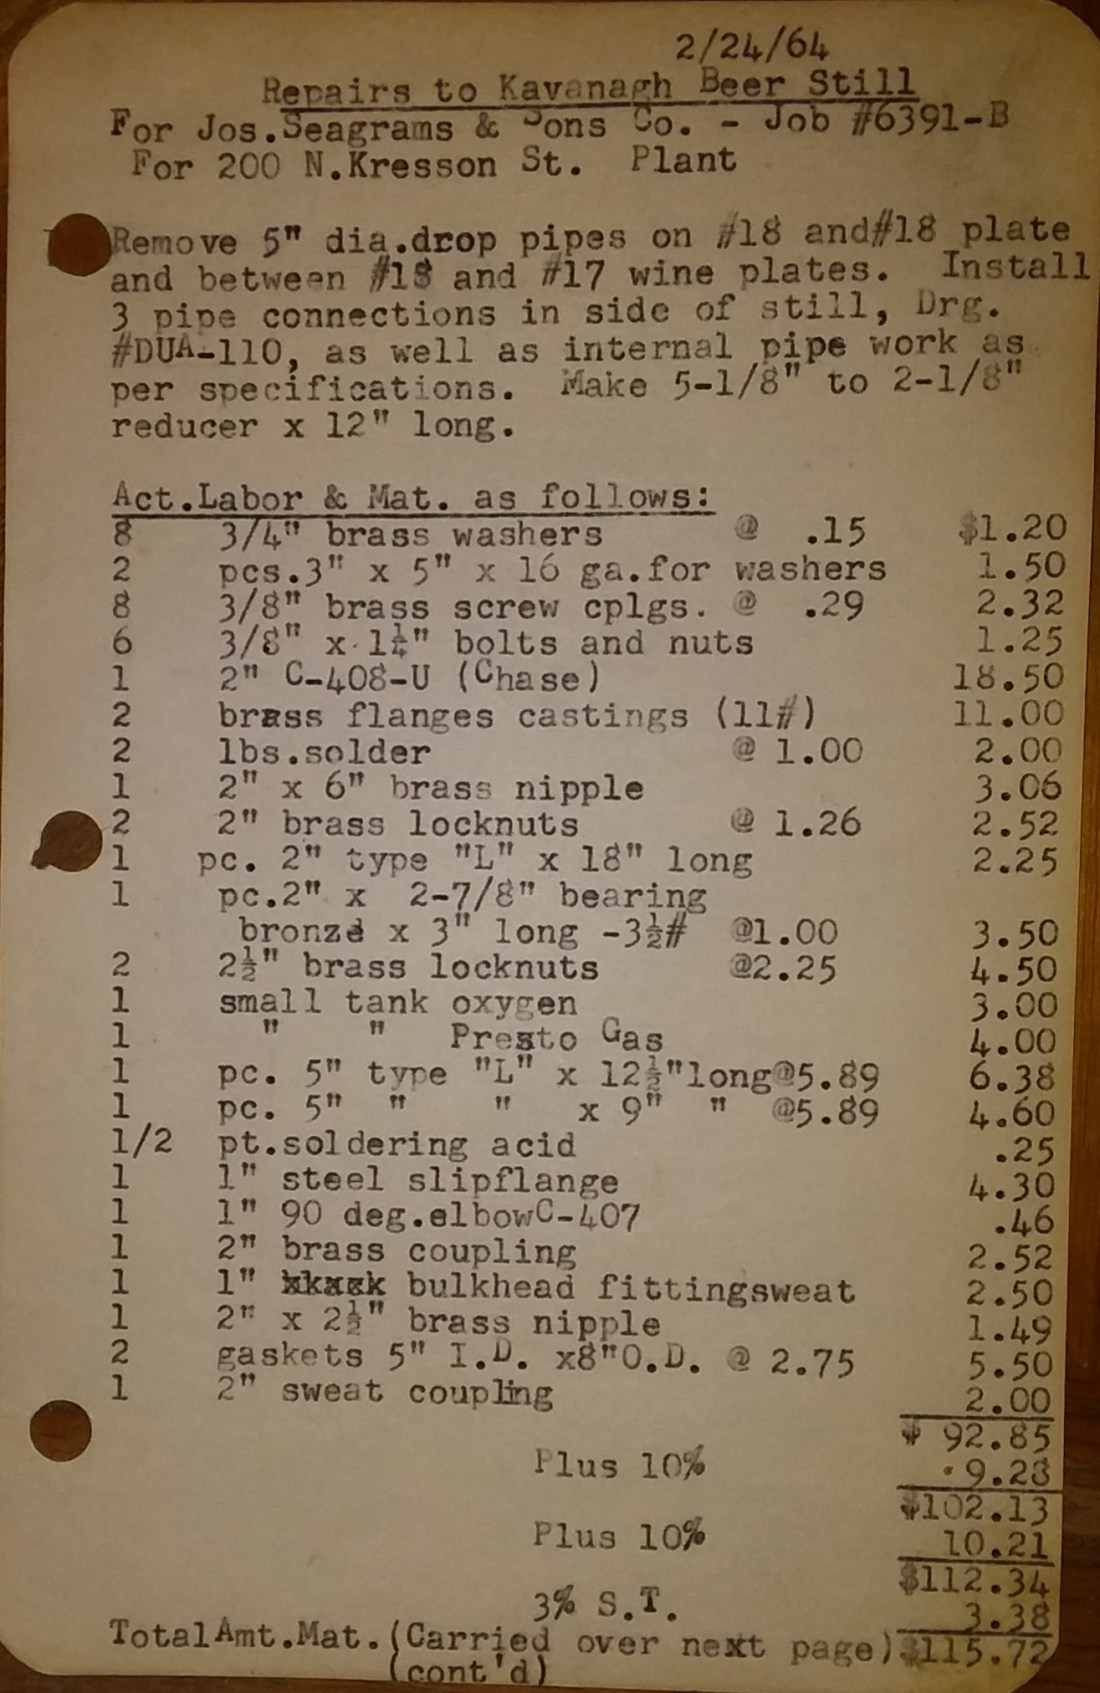 2/24/64
Repairs to Kavanagh Beer Still
For Jos.Seagrams & Sons Co. - Job #6391-B
For 200 N.Kresson St. Plant
Remove 5" dia.drop pipes on #18 and#18 plate
and between #18 and #17 wine plates. Install
3 pipe connections in side of still, Drg.
#DUA-110, as well as internal pipe work as
per specifications. Make 5-1/8" to 2-1/8"
reducer x 12" long.
Act.Labor & Mat. as follows:
8 3/4" brass washers @ .15 $1.20
2 pcs.3" x 5" x 16 ga.for washers 1.50
8 3/8" brass screw cplgs. @ .29 2.32
6 3/8" x 1¼" bolts and nuts 1.25
1 2" C-408-U (Chase) 18.50
2 brass flanges castings (11#) 11.00
2 lbs.solder @ 1.00 2.00
1 2" x 6" brass nipple 3.06
2 2" brass locknuts @ 1.26 2.52
1 pc. 2" type "L" x 18" long 2.25
1 pc.2" x 2-7/8" bearing
bronze x 3" long -3½# @1.00 3.50
2 2½" brass locknuts @2.25 4.50
1 small tank oxygen 3.00
1 " " Presto Gas 4.00
1 pc. 5" type "L" x 12½"long@5.89 6.38
1 pc. 5" " " x 9" " @5.89 4.60
1/2 pt.soldering acid .25
1 1" steel slipflange 4.30
1 1" 90 deg.elbowC-407 .46
1 2" brass coupling 2.52
1 1" bulkhead fittingsweat 2.50
1 2" x 2½" brass nipple 1.49
2 gaskets 5" I.D. x8"O.D. @ 2.75 5.50
1 2" sweat coupling 2.00
$ 92.85
Plus 10% 9.28
$102.13
Plus 10% 10.21
$112.34
3% S.T. 3.38
TotalAmt.Mat.(Carried over next page)$115.72
(cont'd)